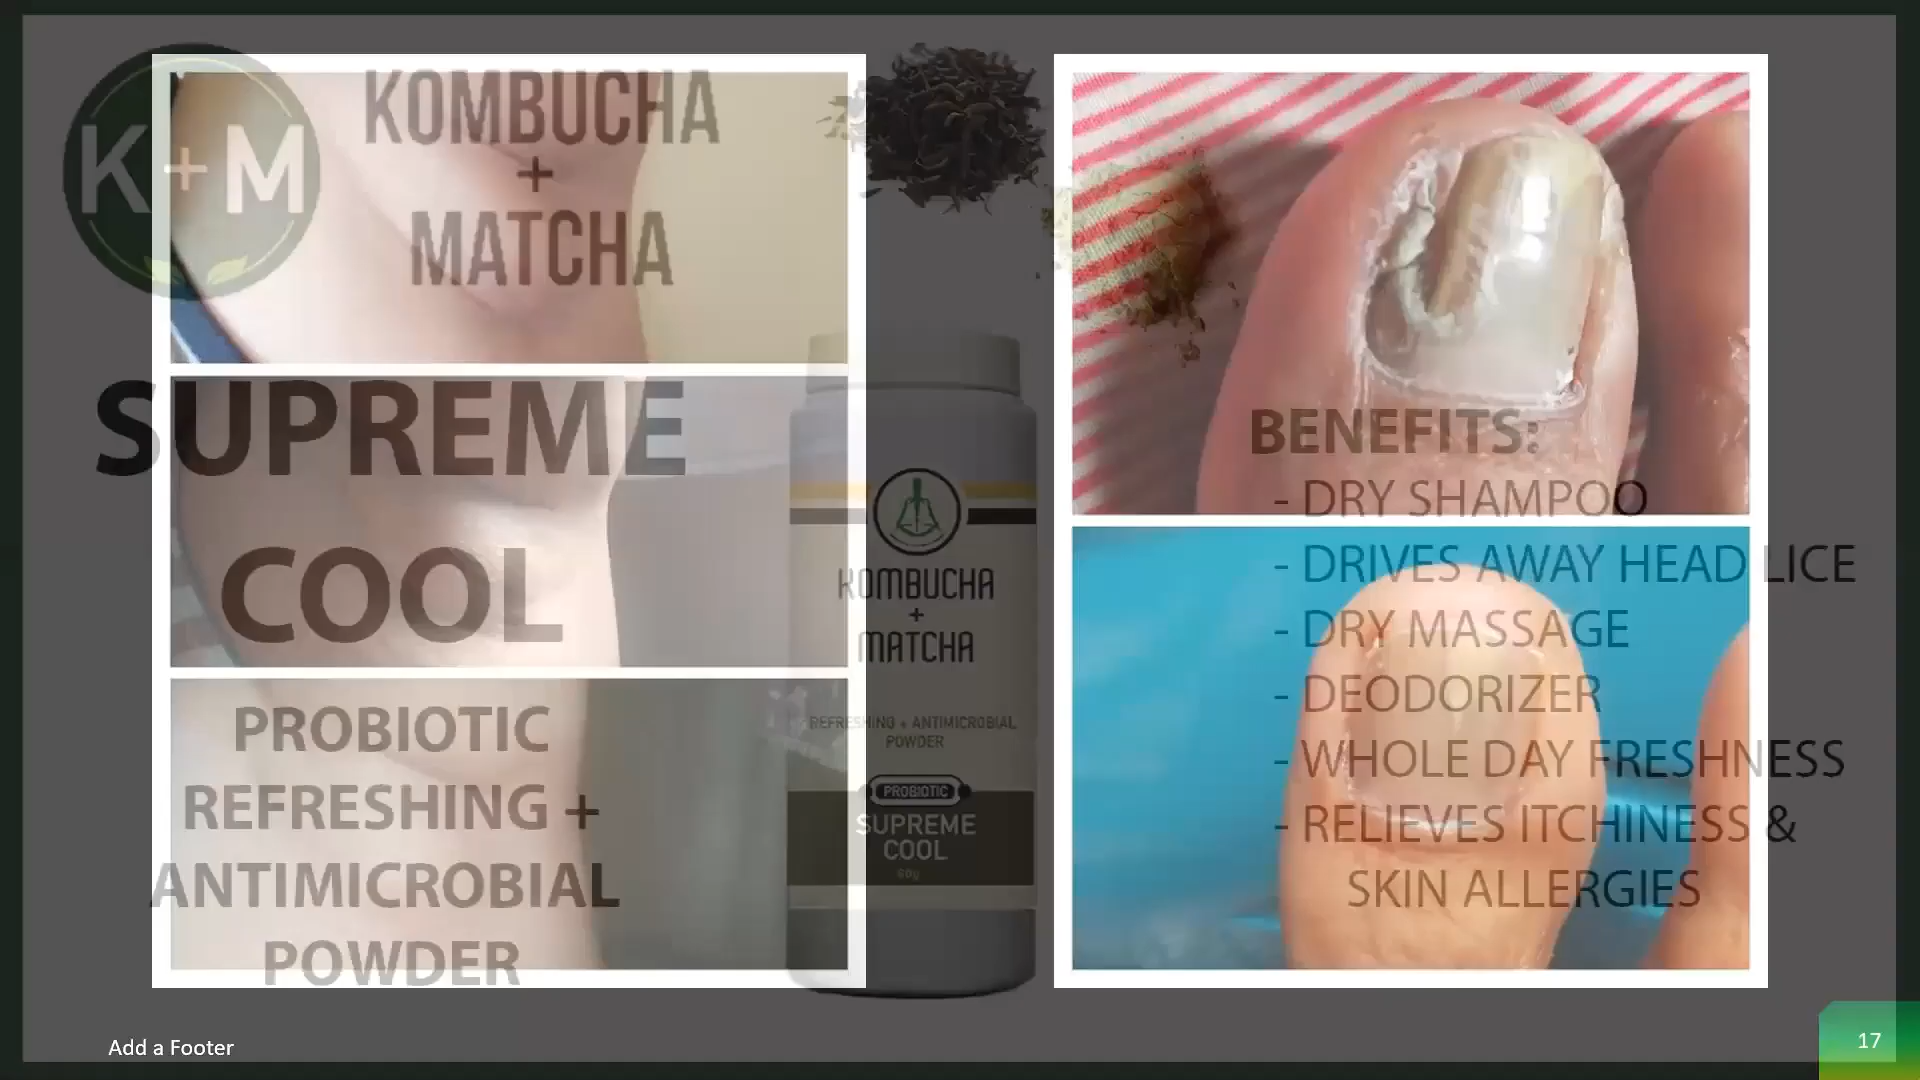 K+M
KOMBUCHA
+
MATCHA
SUPREME
COOL
PROBIOTIC
REFRESHING +
ANTIMICROBIAL
POWDER
KOMBUCHA
+
MATCHA
REFRESHING + ANTIMICROBIAL
POWDER
PROBIOTIC
SUPREME
COOL
60g
BENEFITS:
- DRY SHAMPOO
- DRIVES AWAY HEAD LICE
- DRY MASSAGE
- DEODORIZER
- WHOLE DAY FRESHNESS
- RELIEVES ITCHINESS &
SKIN ALLERGIES
Add a Footer
17